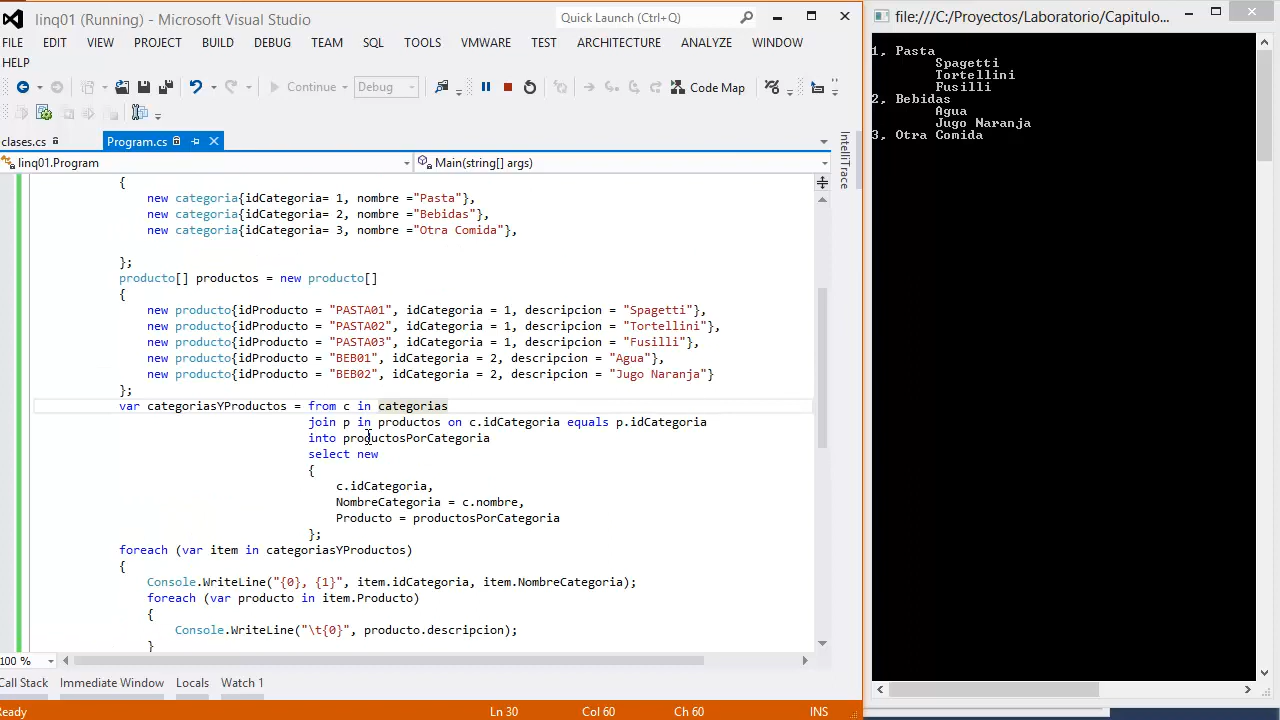 linq01 (Running) - Microsoft Visual Studio
Quick Launch (Ctrl+Q)
FILE EDIT VIEW PROJECT BUILD DEBUG TEAM SQL TOOLS VMWARE TEST ARCHITECTURE ANALYZE WINDOW
HELP
Continue Debug Code Map
clases.cs Program.cs
linq01.Program Main(string[] args)
{
new categoria{idCategoria= 1, nombre ="Pasta"},
new categoria{idCategoria= 2, nombre ="Bebidas"},
new categoria{idCategoria= 3, nombre ="Otra Comida"},
};
producto[] productos = new producto[]
{
new producto{idProducto = "PASTA01", idCategoria = 1, descripcion = "Spagetti"},
new producto{idProducto = "PASTA02", idCategoria = 1, descripcion = "Tortellini"},
new producto{idProducto = "PASTA03", idCategoria = 1, descripcion = "Fusilli"},
new producto{idProducto = "BEB01", idCategoria = 2, descripcion = "Agua"},
new producto{idProducto = "BEB02", idCategoria = 2, descripcion = "Jugo Naranja"}
};
var categoriasYProductos = from c in categorias
join p in productos on c.idCategoria equals p.idCategoria
into productosPorCategoria
select new
{
c.idCategoria,
NombreCategoria = c.nombre,
Producto = productosPorCategoria
};
foreach (var item in categoriasYProductos)
{
Console.WriteLine("{0}, {1}", item.idCategoria, item.NombreCategoria);
foreach (var producto in item.Producto)
{
Console.WriteLine("\t{0}", producto.descripcion);
}
100 %
Call Stack Immediate Window Locals Watch 1
Ready Ln 30 Col 60 Ch 60 INS
IntelliTrace
file:///C:/Proyectos/Laboratorio/Capitulo...
1, Pasta
Spagetti
Tortellini
Fusilli
2, Bebidas
Agua
Jugo Naranja
3, Otra Comida